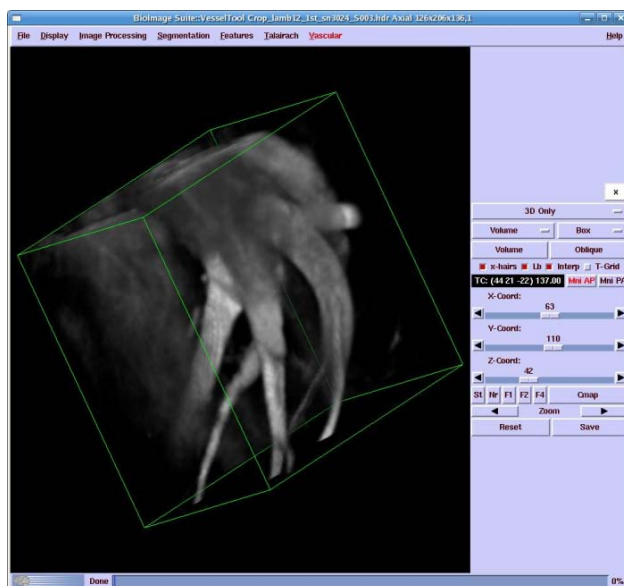 BioImage Suite::VesselTool Crop_lamb12_1st_sn3024_S003.hdr Axial 126x206x136,1
File Display Image Processing Segmentation Features Talairach Vascular Help
x
3D Only
Volume Box
Volume Oblique
x-hairs Lb Interp T-Grid
TC: (44 21 -22) 137.00 Mni AP Mni PA
X-Coord:
63
Y-Coord:
110
Z-Coord:
42
St Nr F1 F2 F4 Cmap
Zoom
Reset Save
Done 0%